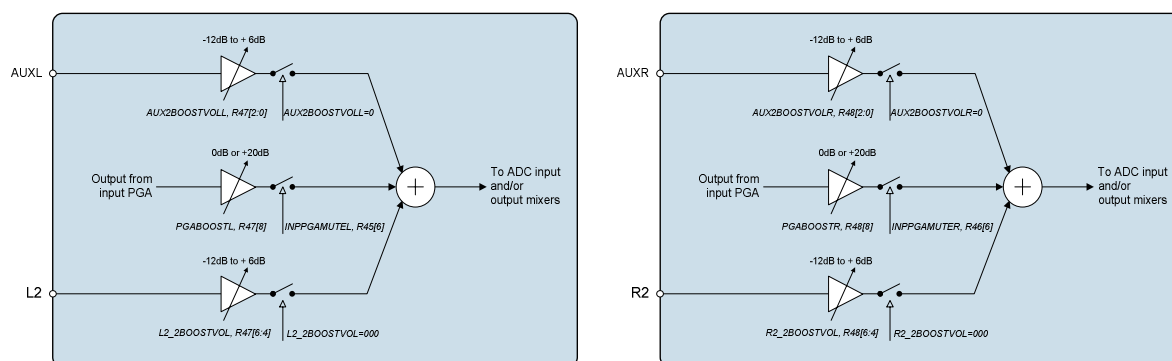 -12dB to + 6dB
AUXL
AUX2BOOSTVOLL, R47[2:0]
AUX2BOOSTVOLL=0
0dB or +20dB
Output from
input PGA
To ADC input
and/or
output mixers
PGABOOSTL, R47[8]
INPPGAMUTEL, R45[6]
-12dB to + 6dB
L2
L2_2BOOSTVOL, R47[6:4]
L2_2BOOSTVOL=000
-12dB to + 6dB
AUXR
AUX2BOOSTVOLR, R48[2:0]
AUX2BOOSTVOLR=0
0dB or +20dB
Output from
input PGA
To ADC input
and/or
output mixers
PGABOOSTR, R48[8]
INPPGAMUTER, R46[6]
-12dB to + 6dB
R2
R2_2BOOSTVOL, R48[6:4]
R2_2BOOSTVOL=000